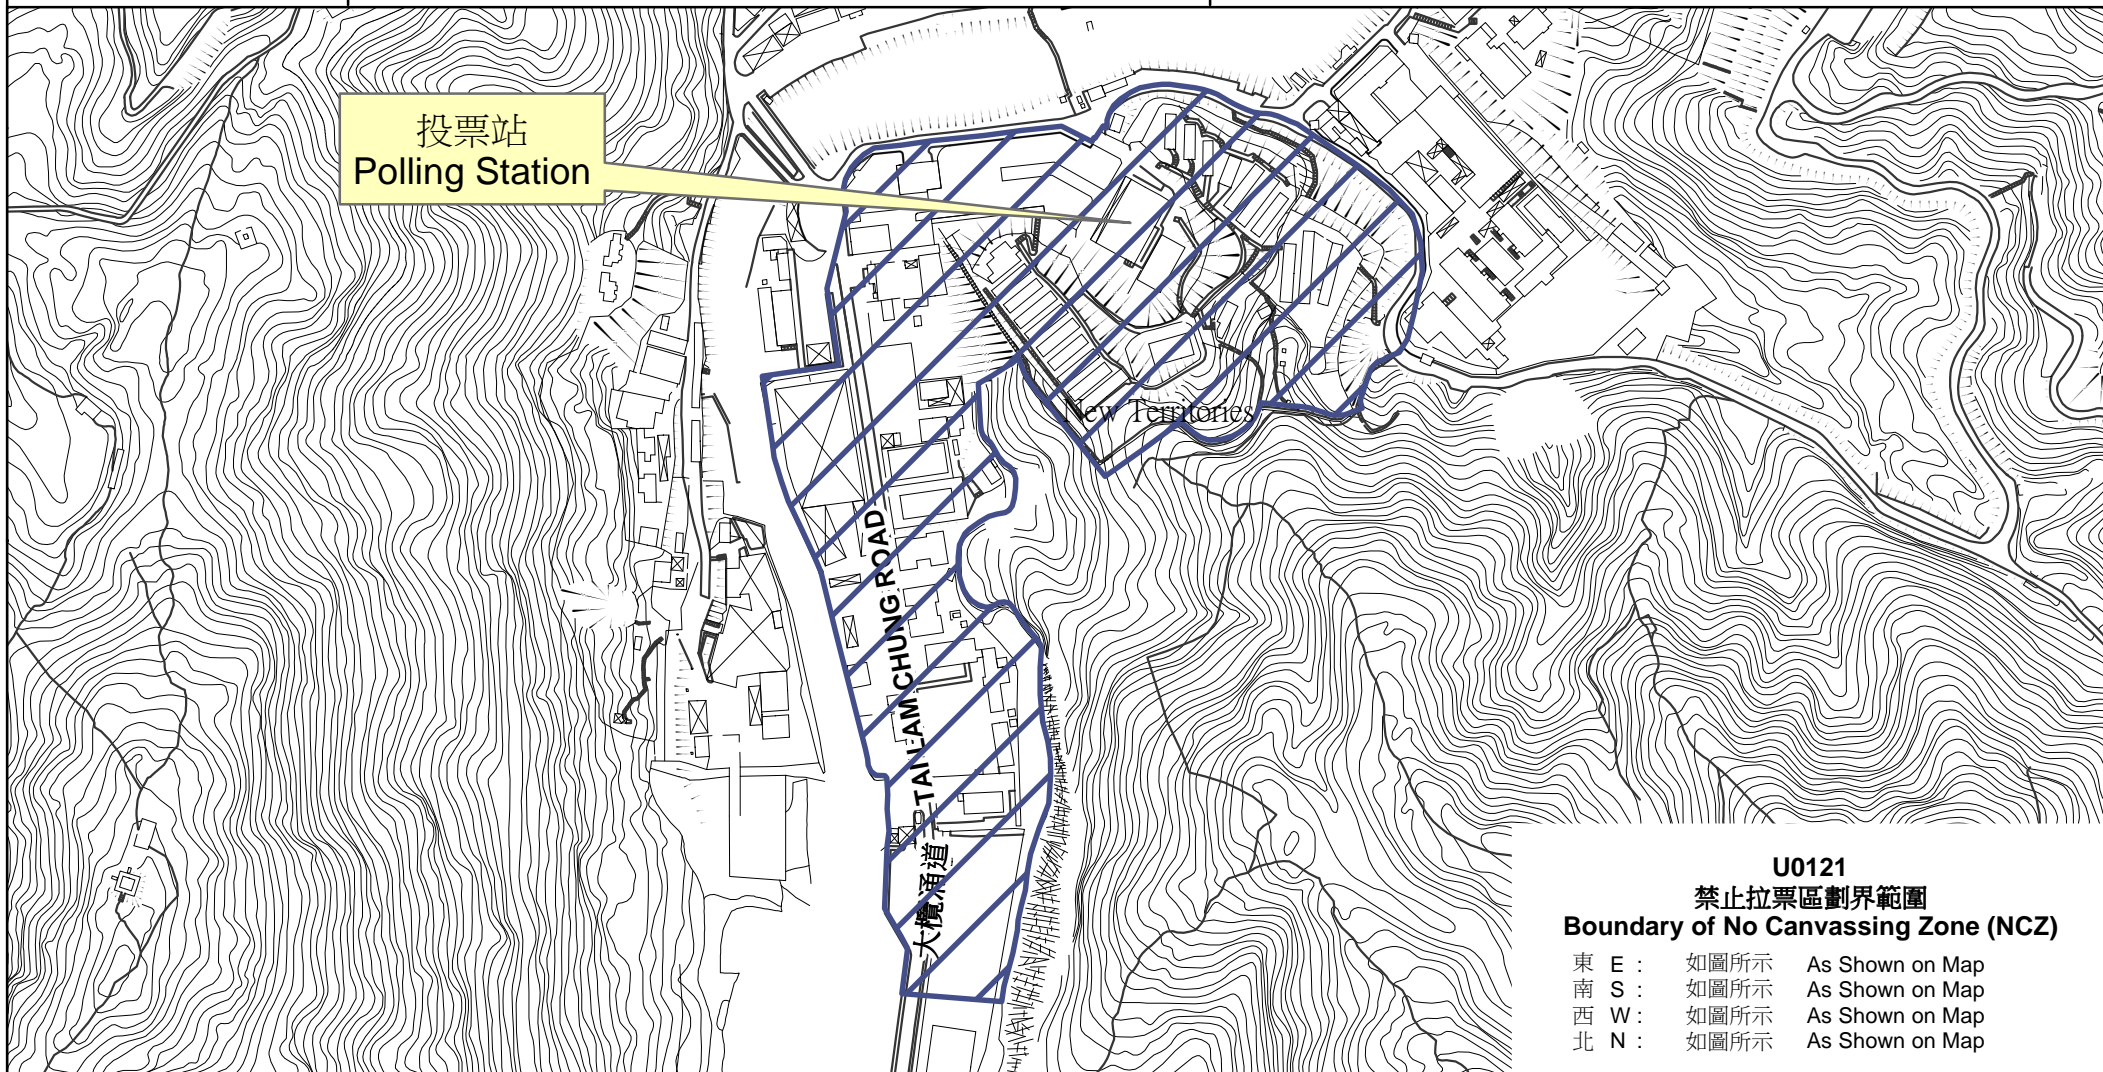 投票站
Polling Station
New Territories
大欖涌道 TAI LAM CHUNG ROAD
U0121
禁止拉票區劃界範圍
Boundary of No Canvassing Zone (NCZ)
東 E : 如圖所示 As Shown on Map
南 S : 如圖所示 As Shown on Map
西 W : 如圖所示 As Shown on Map
北 N : 如圖所示 As Shown on Map